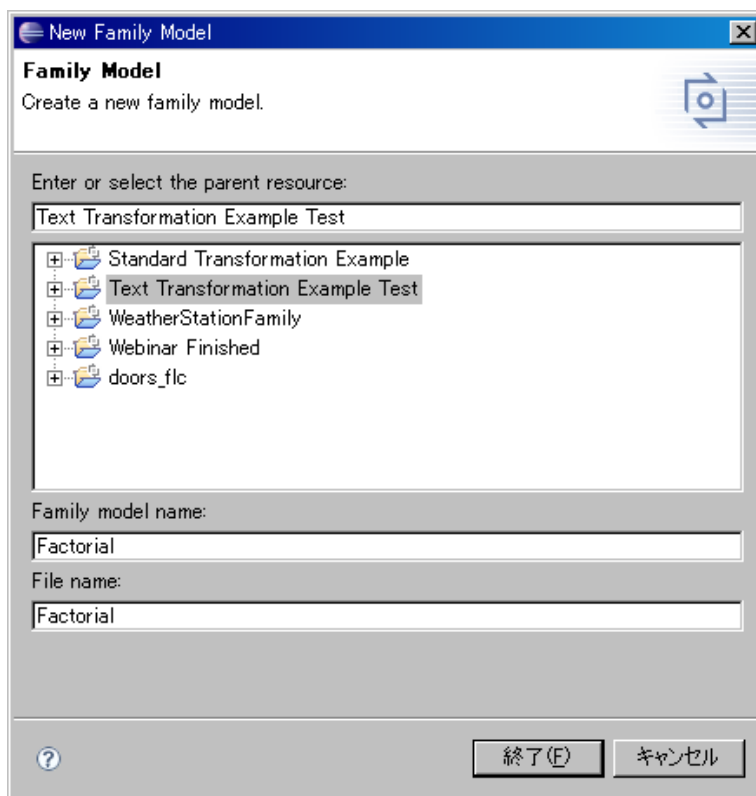 New Family Model
Family Model
Create a new family model.
Enter or select the parent resource:
Text Transformation Example Test
Standard Transformation Example
Text Transformation Example Test
WeatherStationFamily
Webinar Finished
doors_flc
Family model name:
Factorial
File name:
Factorial
終了(F) キャンセル